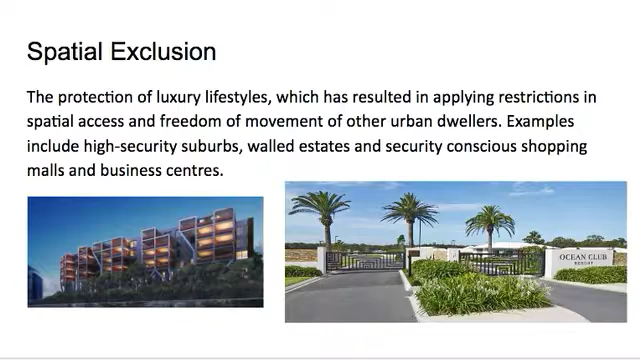 Spatial Exclusion
The protection of luxury lifestyles, which has resulted in applying restrictions in
spatial access and freedom of movement of other urban dwellers. Examples
include high-security suburbs, walled estates and security conscious shopping
malls and business centres.
OCEAN CLUB
RESORT